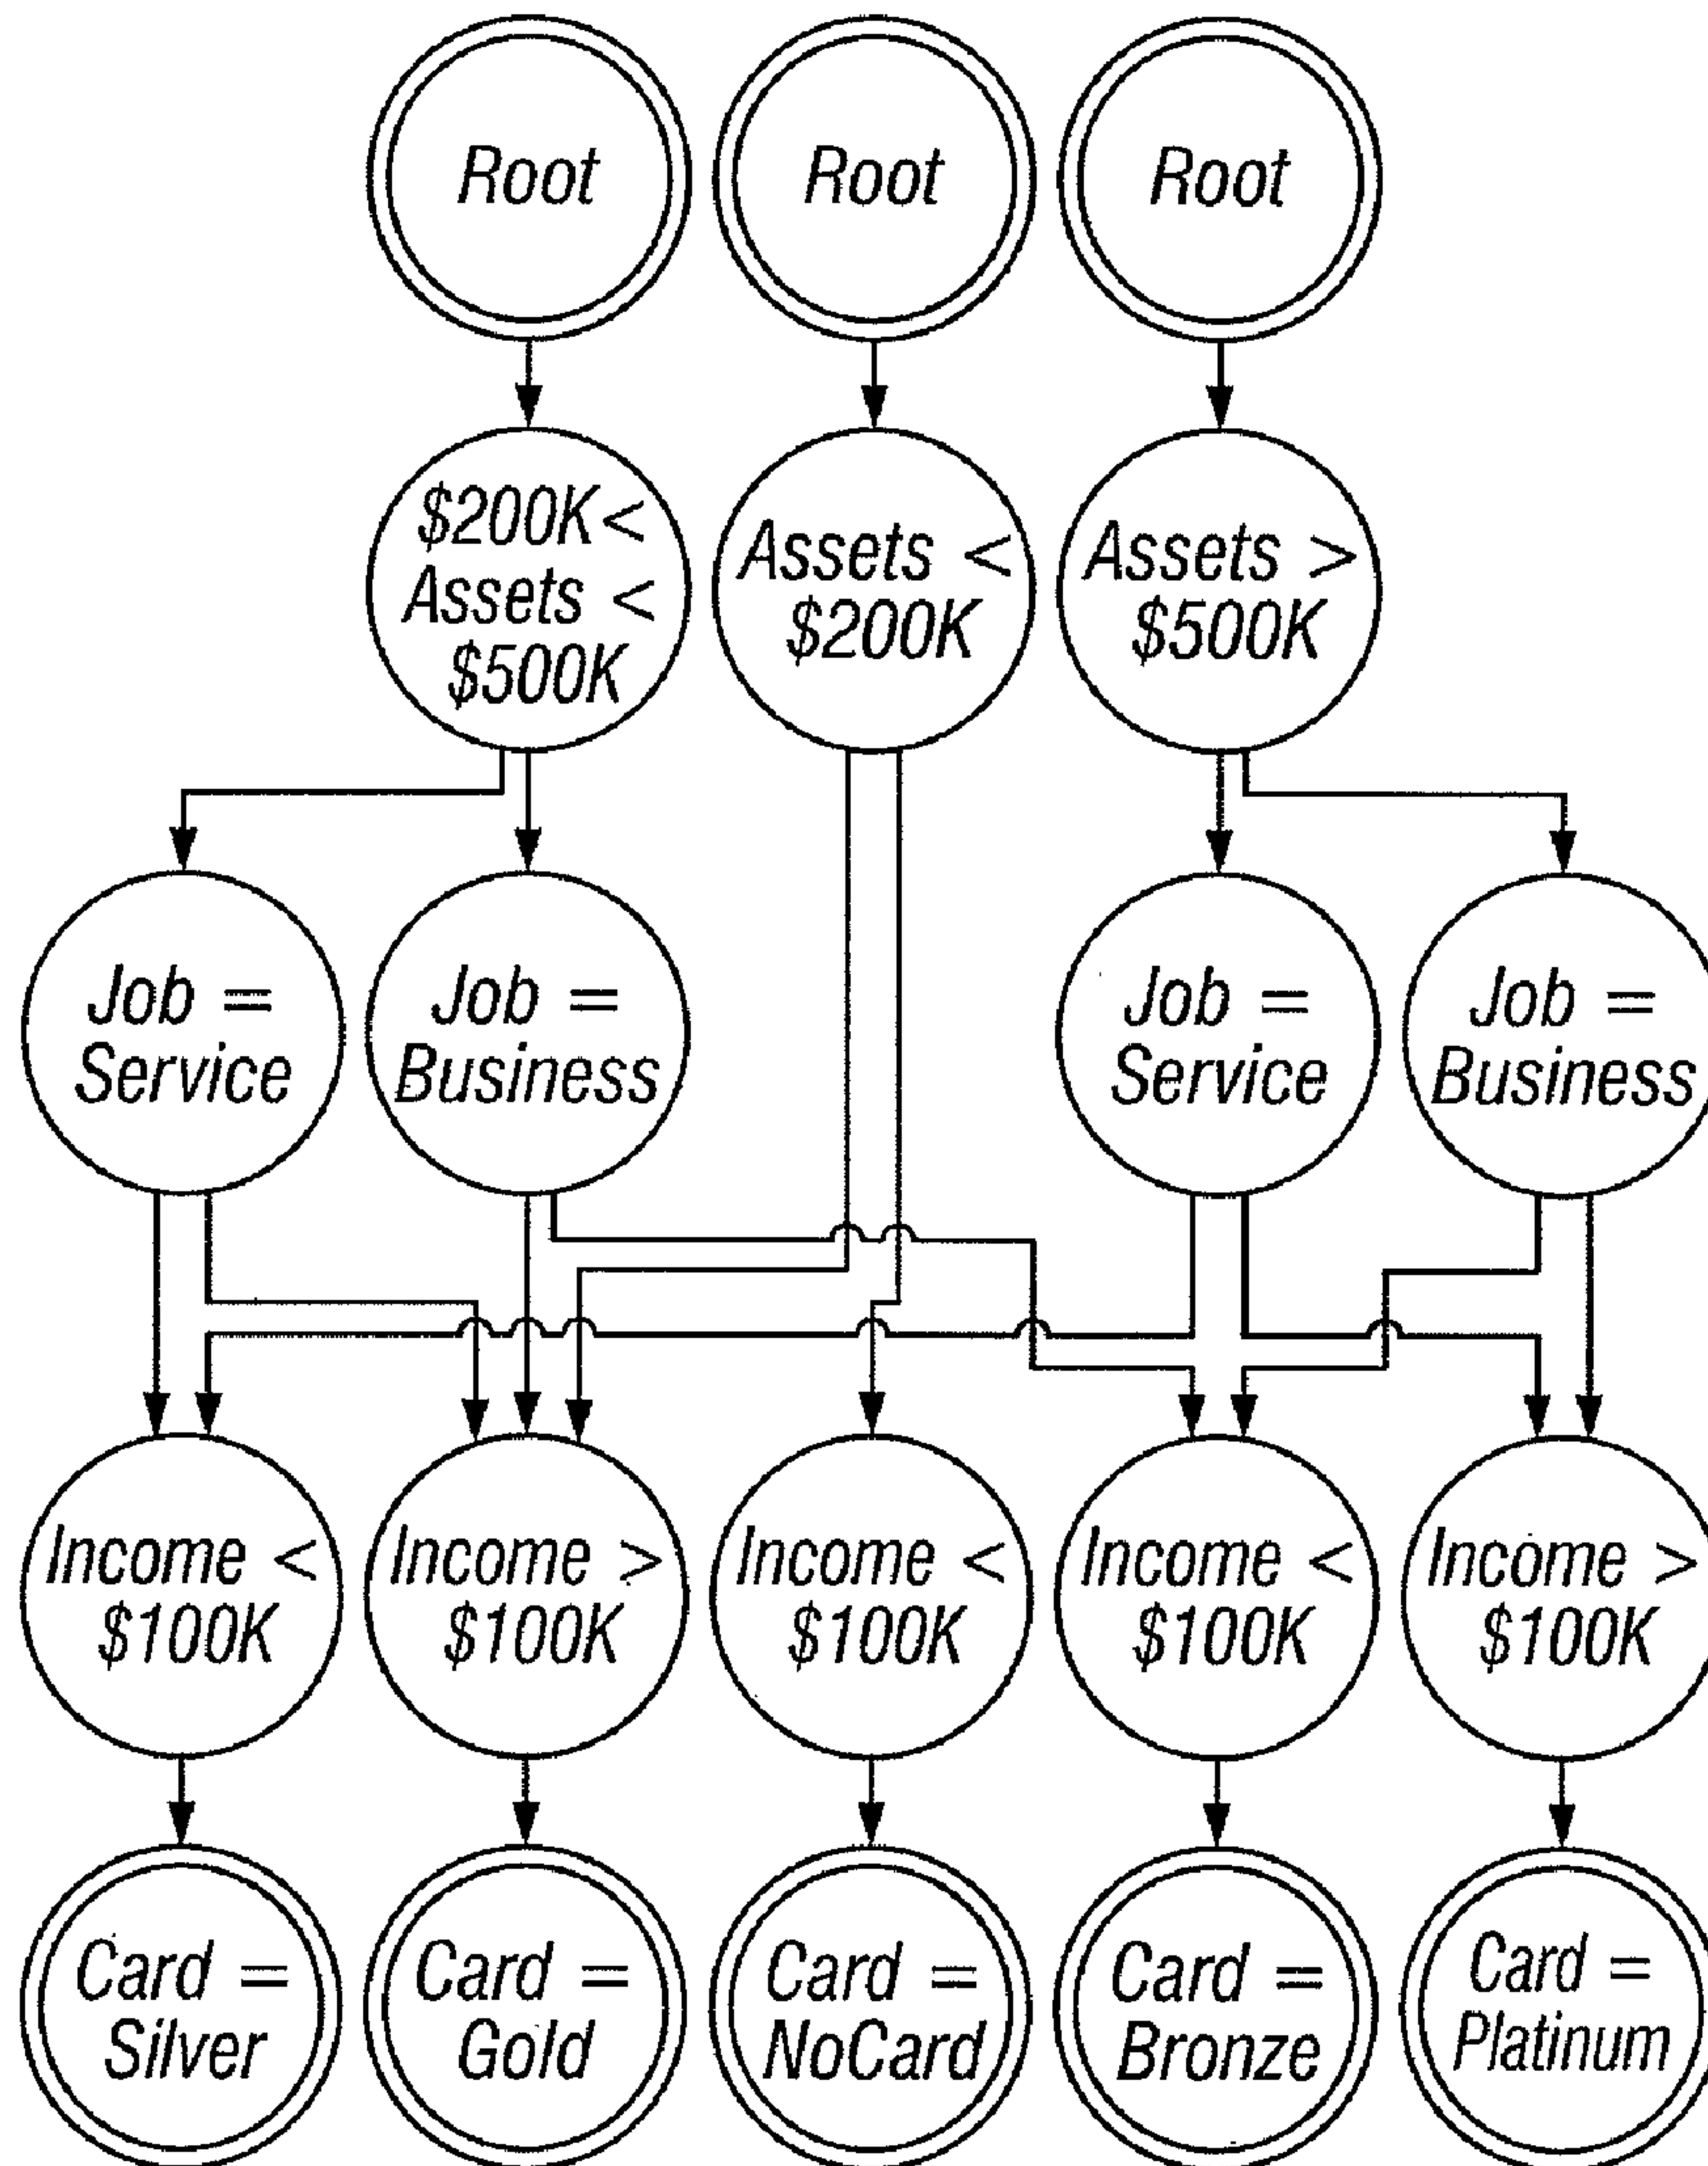 Root
Root
Root
$200K<
Assets <
$500K
Assets <
$200K
Assets >
$500K
Job =
Service
Job =
Business
Job =
Service
Job =
Business
Income <
$100K
Income >
$100K
Income <
$100K
Income <
$100K
Income >
$100K
Card =
Silver
Card =
Gold
Card =
NoCard
Card =
Bronze
Card =
Platinum